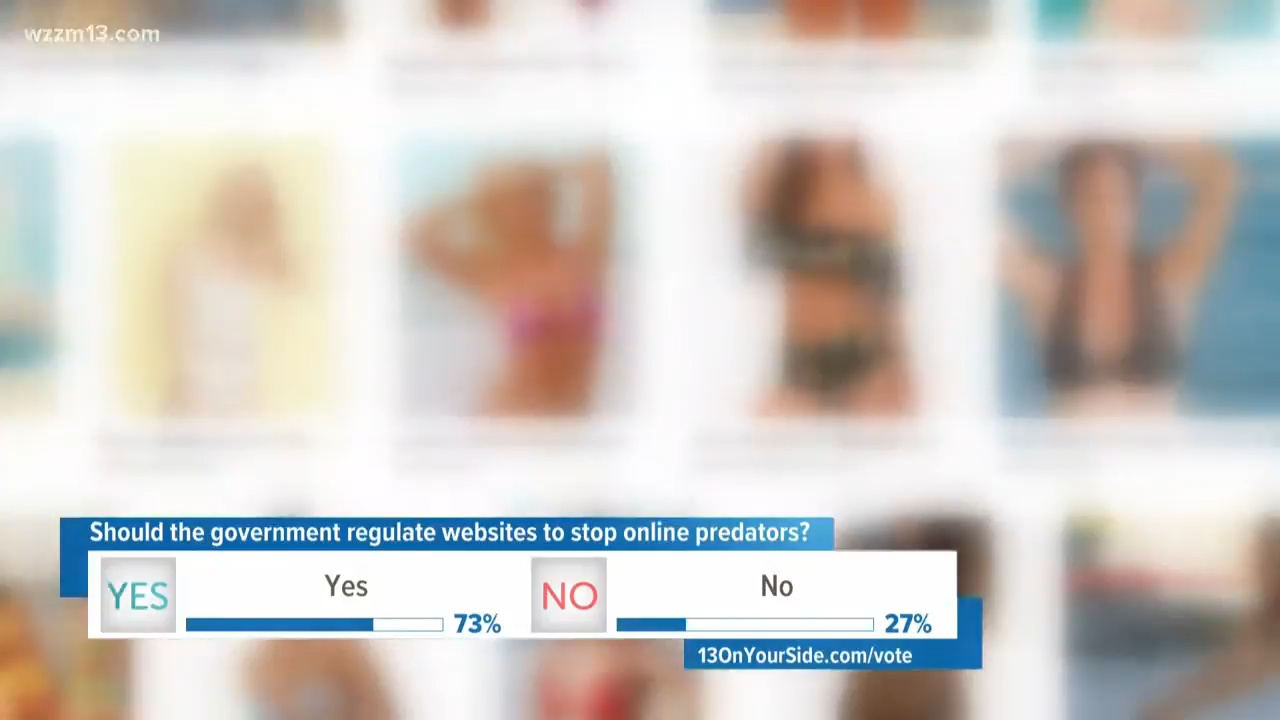 wzzm13.com
Should the government regulate websites to stop online predators?
YES
Yes
73%
NO
No
27%
13OnYourSide.com/vote